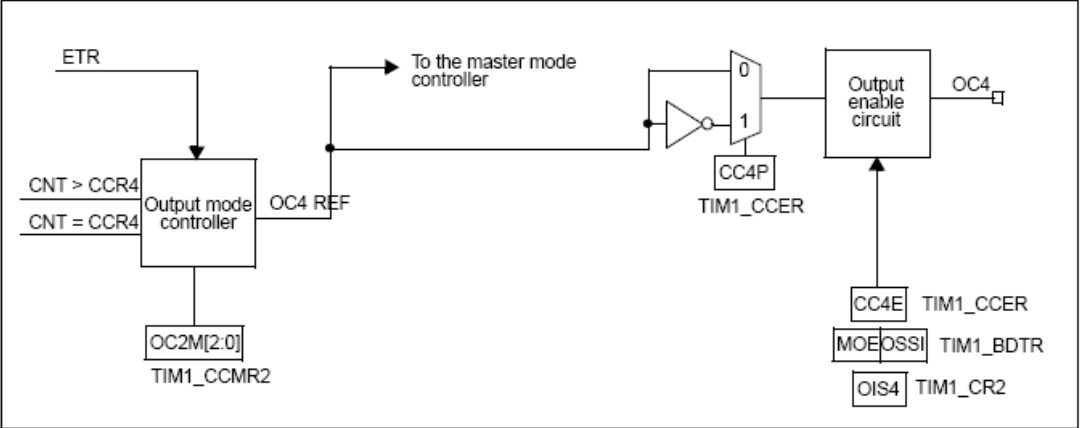 ETR
To the master mode
controller
0
Output
enable
circuit
OC4
1
CC4P
TIM1_CCER
CNT > CCR4
CNT = CCR4
Output mode
controller
OC4 REF
OC2M[2:0]
TIM1_CCMR2
CC4E TIM1_CCER
MOE OSSI TIM1_BDTR
OIS4 TIM1_CR2